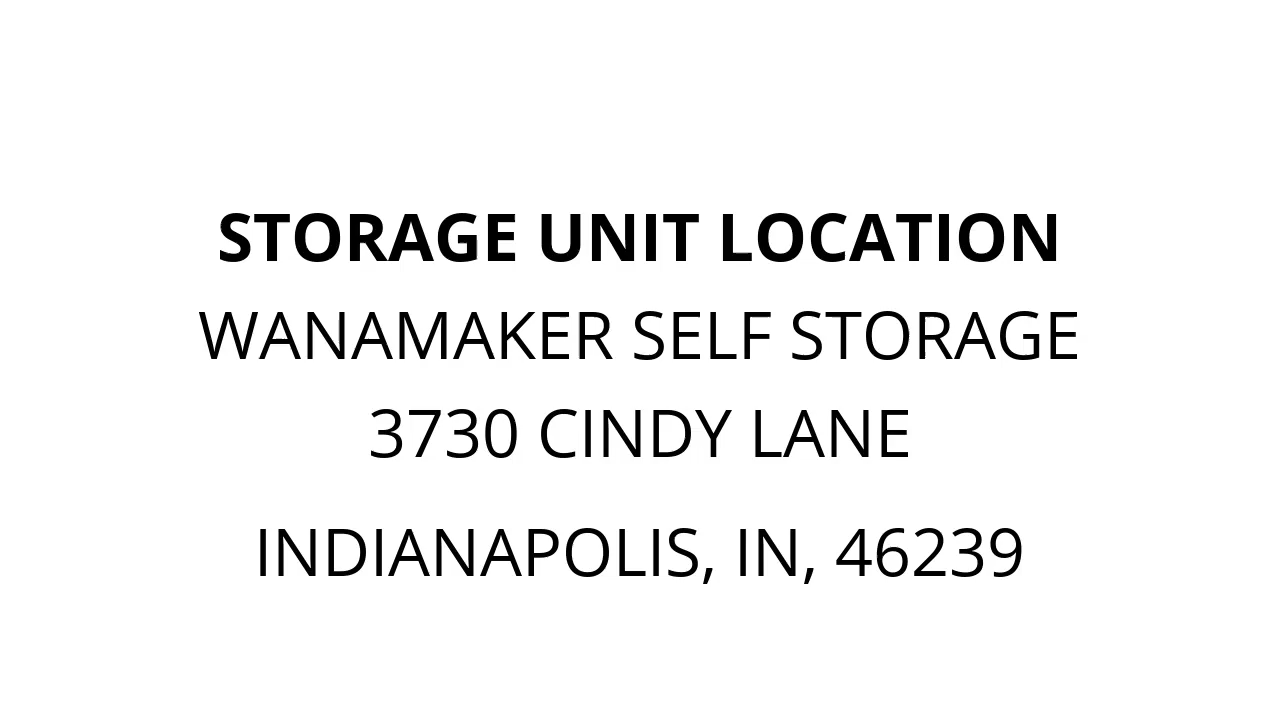 STORAGE UNIT LOCATION
WANAMAKER SELF STORAGE
3730 CINDY LANE
INDIANAPOLIS, IN, 46239